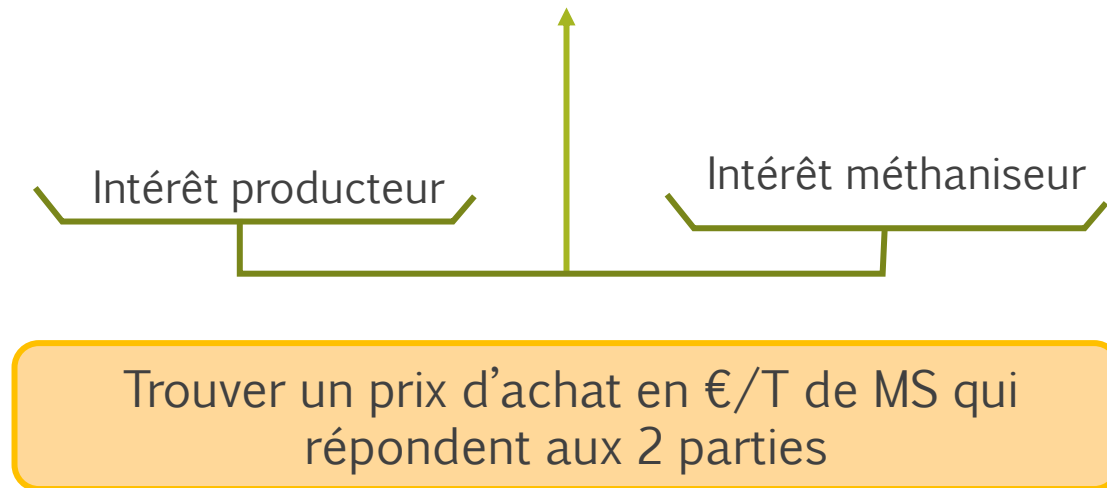 Intérêt producteur
Intérêt méthaniseur
Trouver un prix d'achat en €/T de MS qui
répondent aux 2 parties